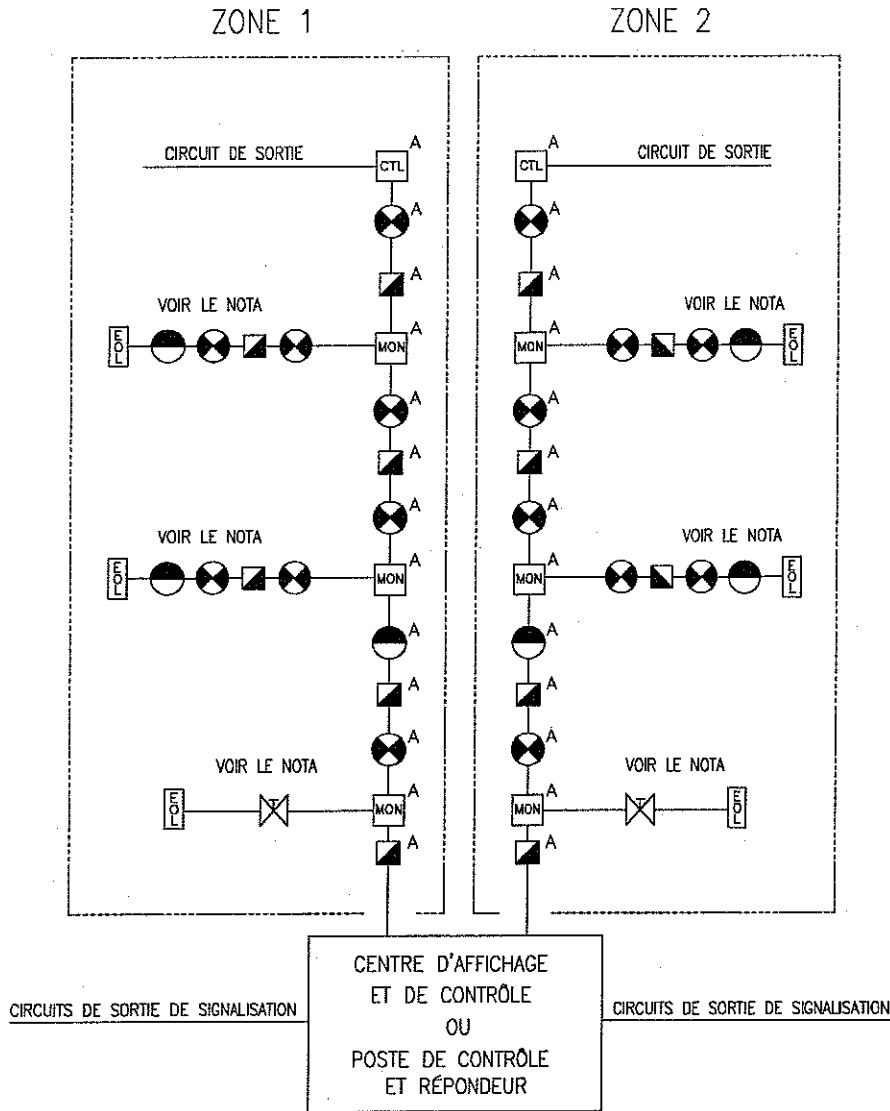 ZONE 1
ZONE 2
A
A
CIRCUIT DE SORTIE
CTL
CTL
CIRCUIT DE SORTIE
A
A
A
A
VOIR LE NOTA
VOIR LE NOTA
A
A
EOL
MON
MON
EOL
A
A
A
A
A
A
VOIR LE NOTA
VOIR LE NOTA
A
A
EOL
MON
MON
EOL
A
A
A
A
A
A
VOIR LE NOTA
VOIR LE NOTA
A
A
EOL
T
MON
MON
T
EOL
A
A
CENTRE D'AFFICHAGE
ET DE CONTRÔLE
OU
POSTE DE CONTRÔLE
ET RÉPONDEUR
CIRCUITS DE SORTIE DE SIGNALISATION
CIRCUITS DE SORTIE DE SIGNALISATION